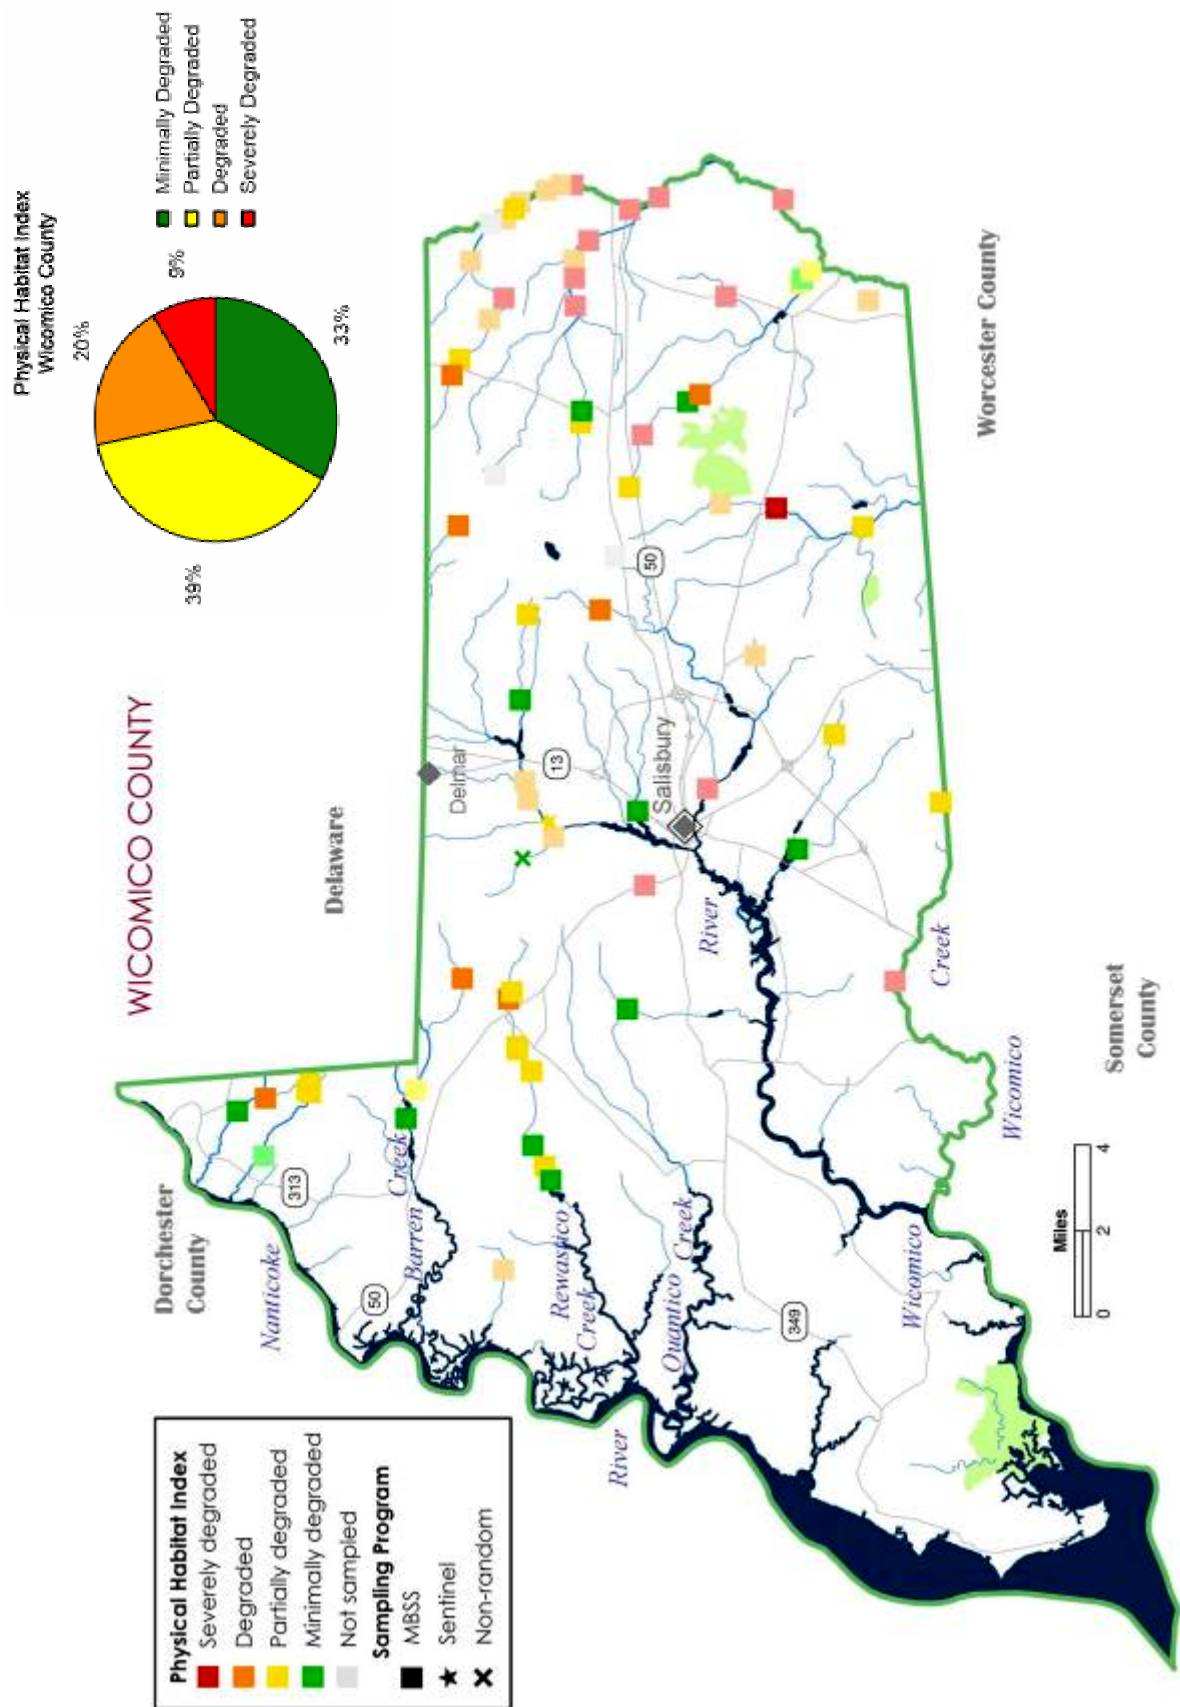 Physical Habitat Index
Wicomico County
20%
9%
39%
33%
Minimally Degraded
Partially Degraded
Degraded
Severely Degraded
WICOMICO COUNTY
Delaware
Dorchester
County
Worcester County
Somerset
County
Delmar
Salisbury
13
50
313
50
349
Nanticoke
River
Barren
Creek
Rewastico
Creek
Quantico
Creek
Wicomico
River
Wicomico
Creek
Miles
0 2 4
Physical Habitat Index
Severely degraded
Degraded
Partially degraded
Minimally degraded
Not sampled
Sampling Program
MBSS
Sentinel
Non-random